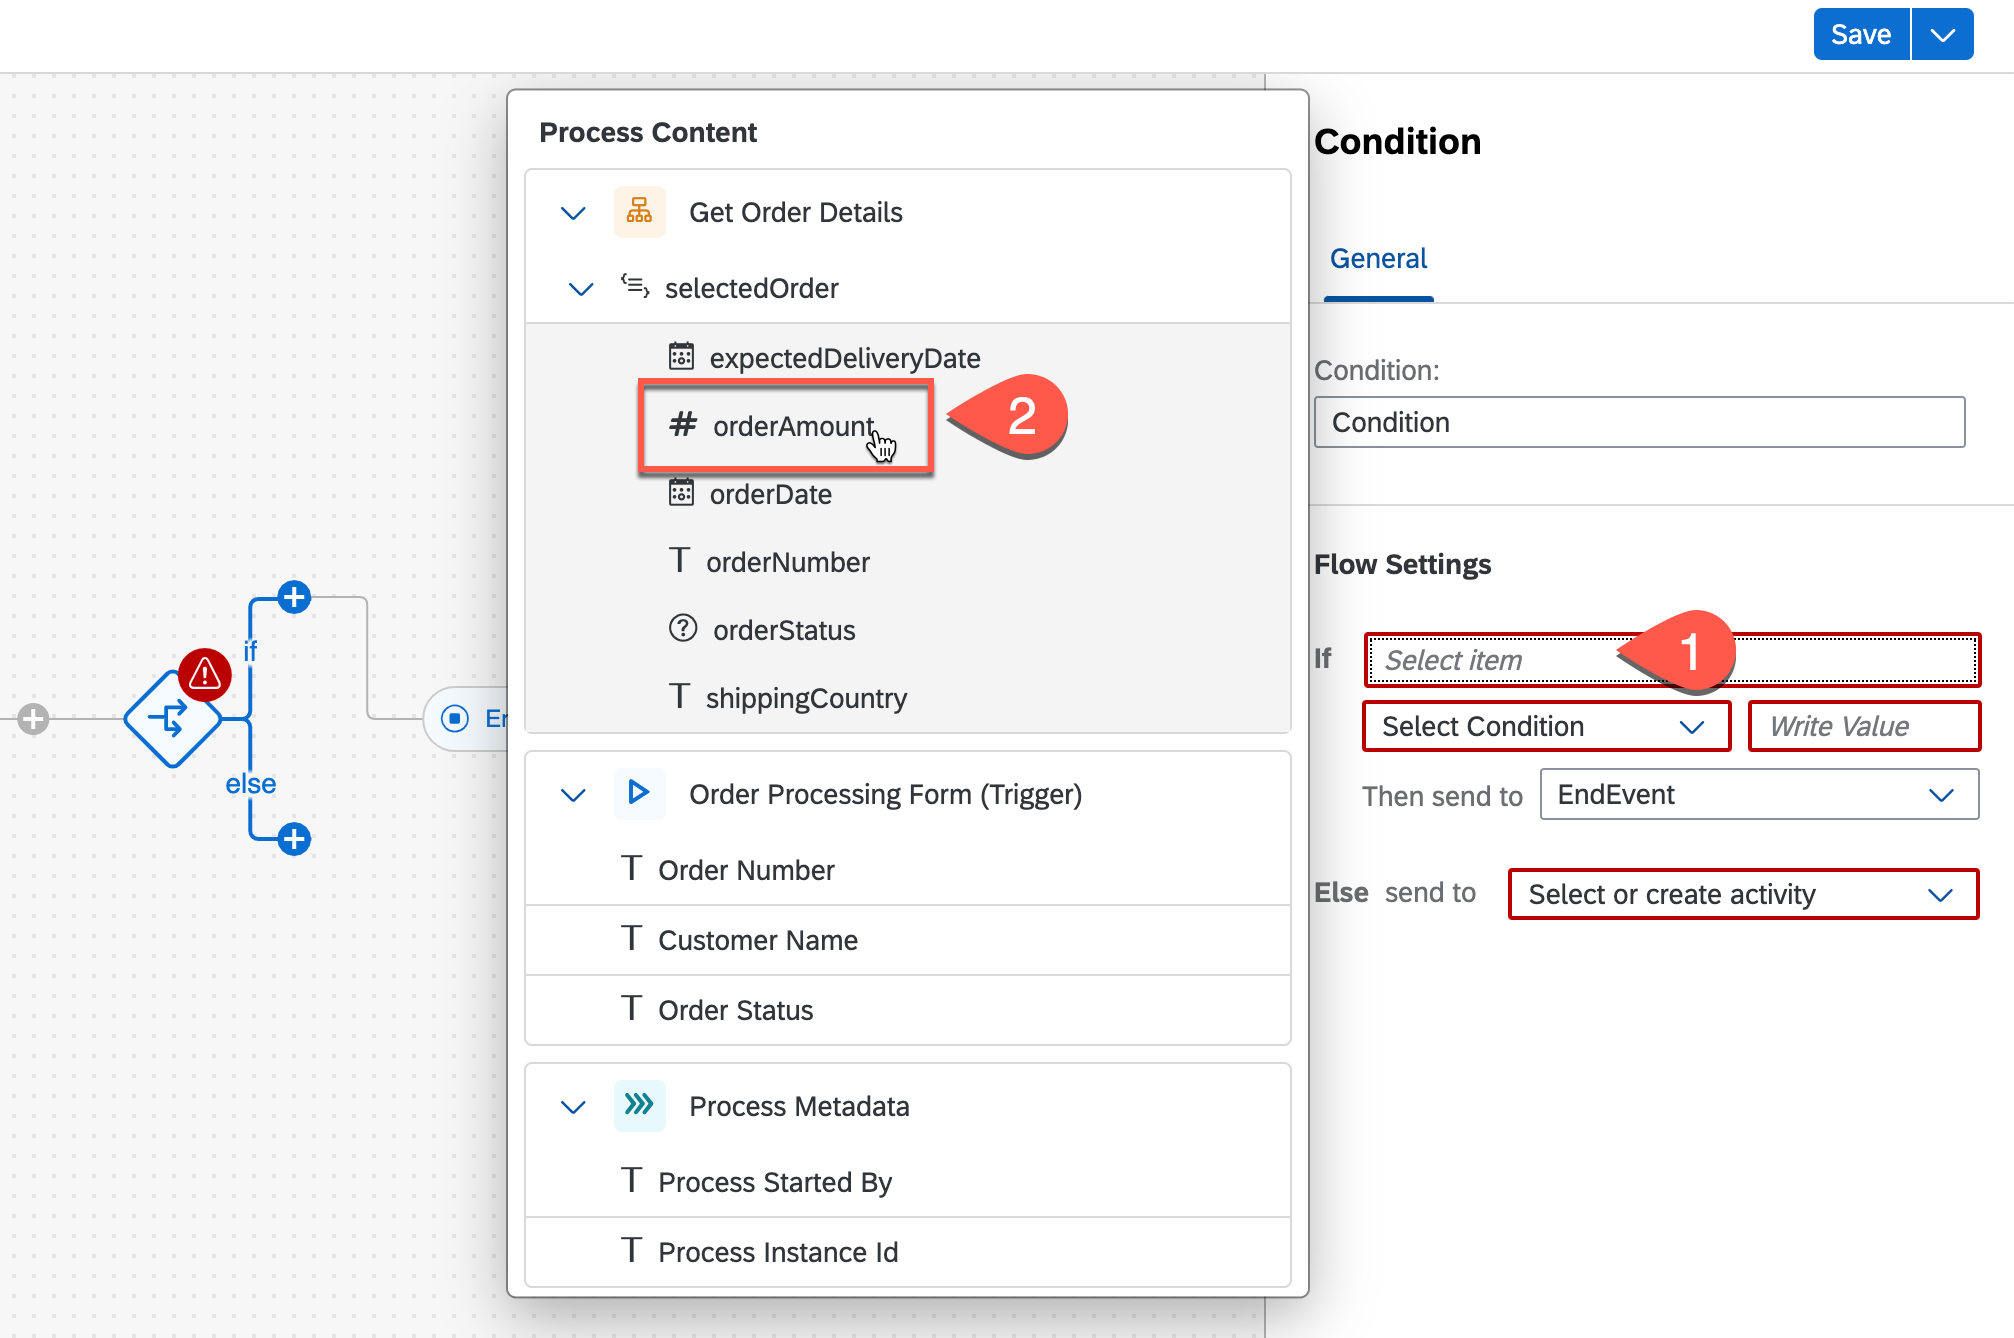 Save
Process Content
Get Order Details
selectedOrder
expectedDeliveryDate
orderAmount
2
orderDate
orderNumber
orderStatus
shippingCountry
Order Processing Form (Trigger)
Order Number
Customer Name
Order Status
Process Metadata
Process Started By
Process Instance Id
if
else
Er
Condition
General
Condition:
Condition
Flow Settings
If Select item
1
Select Condition Write Value
Then send to EndEvent
Else send to Select or create activity